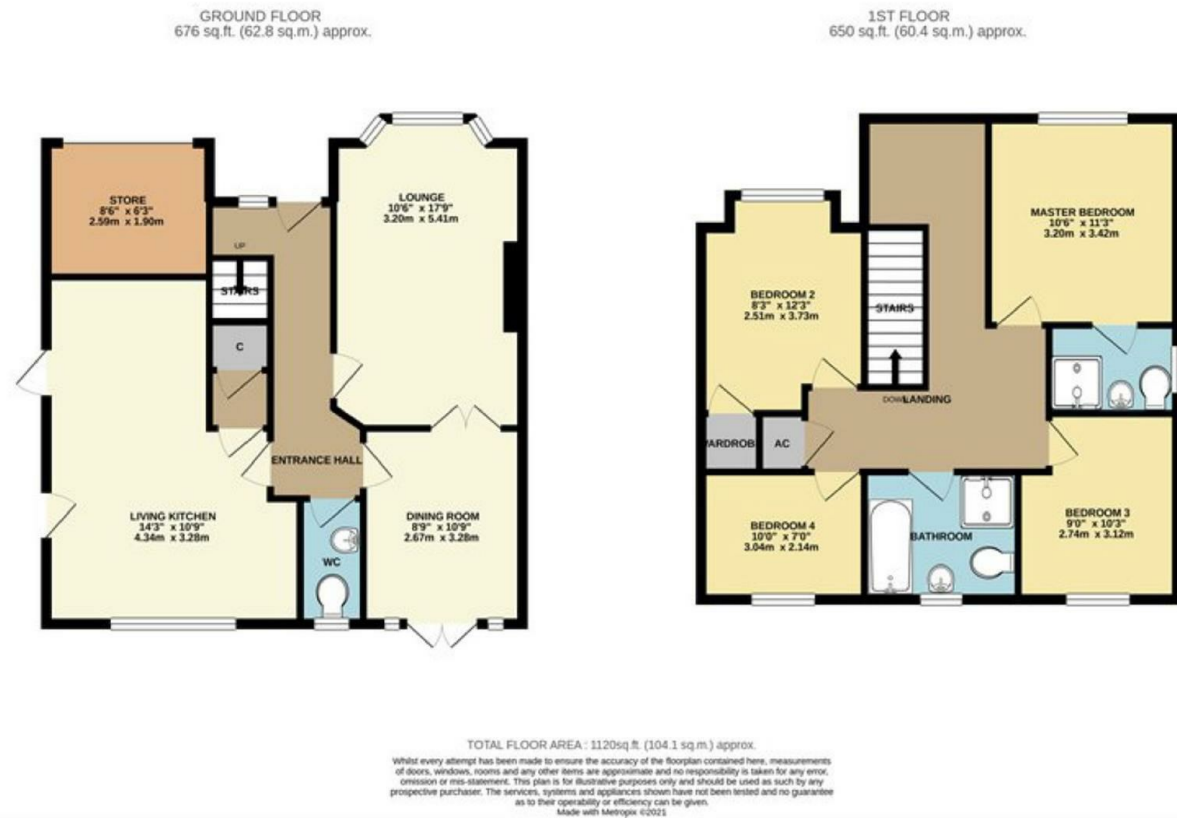 GROUND FLOOR
676 sq.ft. (62.8 sq.m.) approx.
1ST FLOOR
650 sq.ft. (60.4 sq.m.) approx.
STORE
8'6" x 6'3"
2.59m x 1.90m
LOUNGE
10'6" x 17'9"
3.20m x 5.41m
UP
STAIRS
C
ENTRANCE HALL
LIVING KITCHEN
14'3" x 10'9"
4.34m x 3.28m
WC
DINING ROOM
8'9" x 10'9"
2.67m x 3.28m
MASTER BEDROOM
10'6" x 11'3"
3.20m x 3.42m
BEDROOM 2
8'3" x 12'3"
2.51m x 3.73m
STAIRS
DOWN
LANDING
WARDROB
AC
BEDROOM 4
10'0" x 7'0"
3.04m x 2.14m
BATHROOM
BEDROOM 3
9'0" x 10'3"
2.74m x 3.12m
TOTAL FLOOR AREA : 1120sq.ft. (104.1 sq.m.) approx.
Whilst every attempt has been made to ensure the accuracy of the floorplan contained here, measurements
of doors, windows, rooms and any other items are approximate and no responsibility is taken for any error,
omission or mis-statement. This plan is for illustrative purposes only and should be used as such by any
prospective purchaser. The services, systems and appliances shown have not been tested and no guarantee
as to their operability or efficiency can be given.
Made with Metropix ©2021